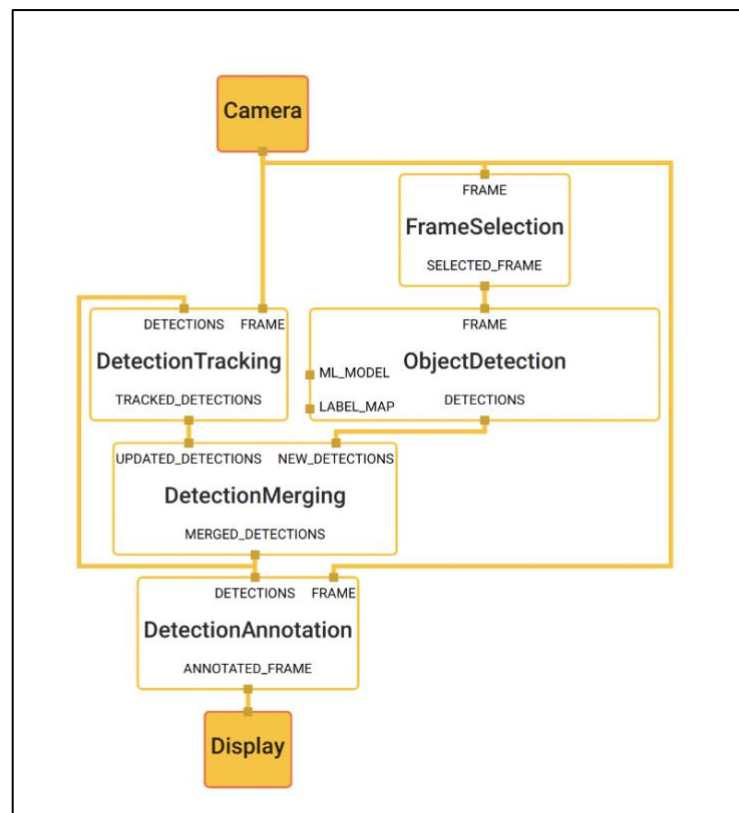 Camera
FRAME
FrameSelection
SELECTED_FRAME
DETECTIONS FRAME
DetectionTracking
TRACKED_DETECTIONS
FRAME
ObjectDetection
ML_MODEL
LABEL_MAP
DETECTIONS
UPDATED_DETECTIONS NEW_DETECTIONS
DetectionMerging
MERGED_DETECTIONS
DETECTIONS FRAME
DetectionAnnotation
ANNOTATED_FRAME
Display